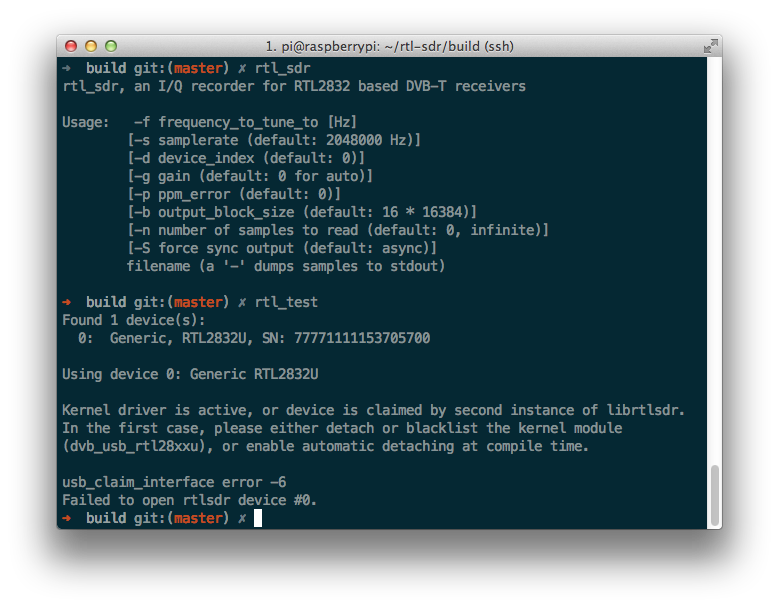 1. pi@raspberrypi: ~/rtl-sdr/build (ssh)
→ build git:(master) ✗ rtl_sdr
rtl_sdr, an I/Q recorder for RTL2832 based DVB-T receivers
Usage: -f frequency_to_tune_to [Hz]
[-s samplerate (default: 2048000 Hz)]
[-d device_index (default: 0)]
[-g gain (default: 0 for auto)]
[-p ppm_error (default: 0)]
[-b output_block_size (default: 16 * 16384)]
[-n number of samples to read (default: 0, infinite)]
[-S force sync output (default: async)]
filename (a '-' dumps samples to stdout)
→ build git:(master) ✗ rtl_test
Found 1 device(s):
0: Generic, RTL2832U, SN: 77771111153705700
Using device 0: Generic RTL2832U
Kernel driver is active, or device is claimed by second instance of librtlsdr.
In the first case, please either detach or blacklist the kernel module
(dvb_usb_rtl28xxu), or enable automatic detaching at compile time.
usb_claim_interface error -6
Failed to open rtlsdr device #0.
→ build git:(master) ✗